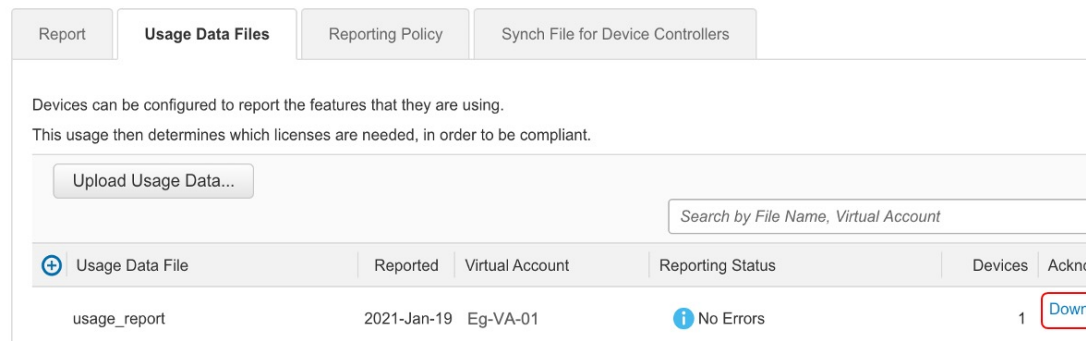 Report Usage Data Files Reporting Policy Synch File for Device Controllers
Devices can be configured to report the features that they are using.
This usage then determines which licenses are needed, in order to be compliant.
Upload Usage Data...
Search by File Name, Virtual Account
Usage Data File Reported Virtual Account Reporting Status Devices Ackno
usage_report 2021-Jan-19 Eg-VA-01 No Errors 1 Down